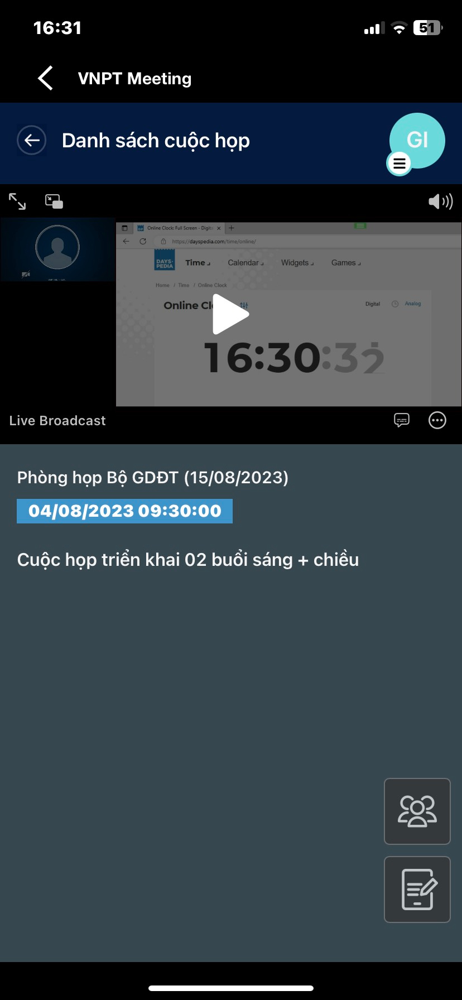 16:31
51
VNPT Meeting
Danh sách cuộc họp
GI
Online Clock: Full Screen - Digit
https://dayspedia.com/time/online/
DAYS-
PEDIA
Time
Calendar
Widgets
Games
Home / Time / Online Clock
Online Cl
Digital
Analog
16:30:32
Live Broadcast
Phòng họp Bộ GDĐT (15/08/2023)
04/08/2023 09:30:00
Cuộc họp triển khai 02 buổi sáng + chiều